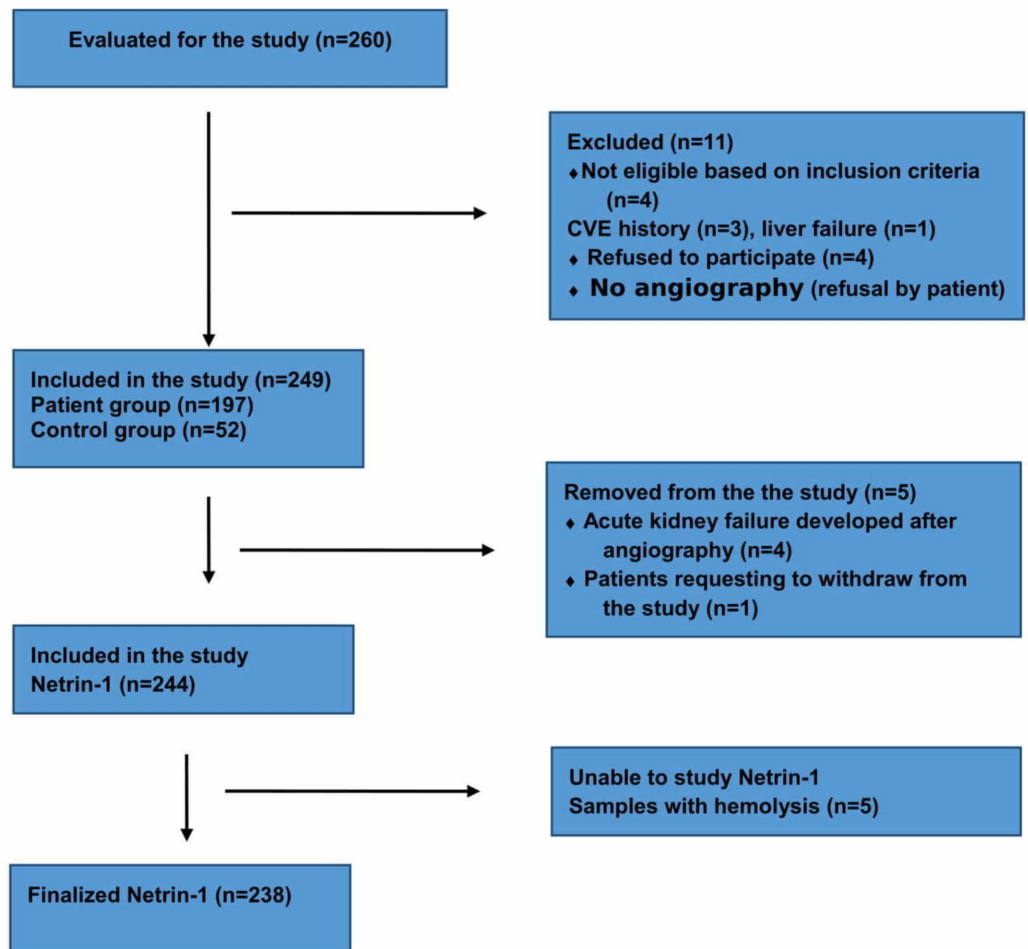 Evaluated for the study (n=260)
Excluded (n=11)
♦Not eligible based on inclusion criteria
(n=4)
CVE history (n=3), liver failure (n=1)
♦ Refused to participate (n=4)
♦ No angiography (refusal by patient)
Included in the study (n=249)
Patient group (n=197)
Control group (n=52)
Removed from the the study (n=5)
♦ Acute kidney failure developed after
angiography (n=4)
♦ Patients requesting to withdraw from
the study (n=1)
Included in the study
Netrin-1 (n=244)
Unable to study Netrin-1
Samples with hemolysis (n=5)
Finalized Netrin-1 (n=238)